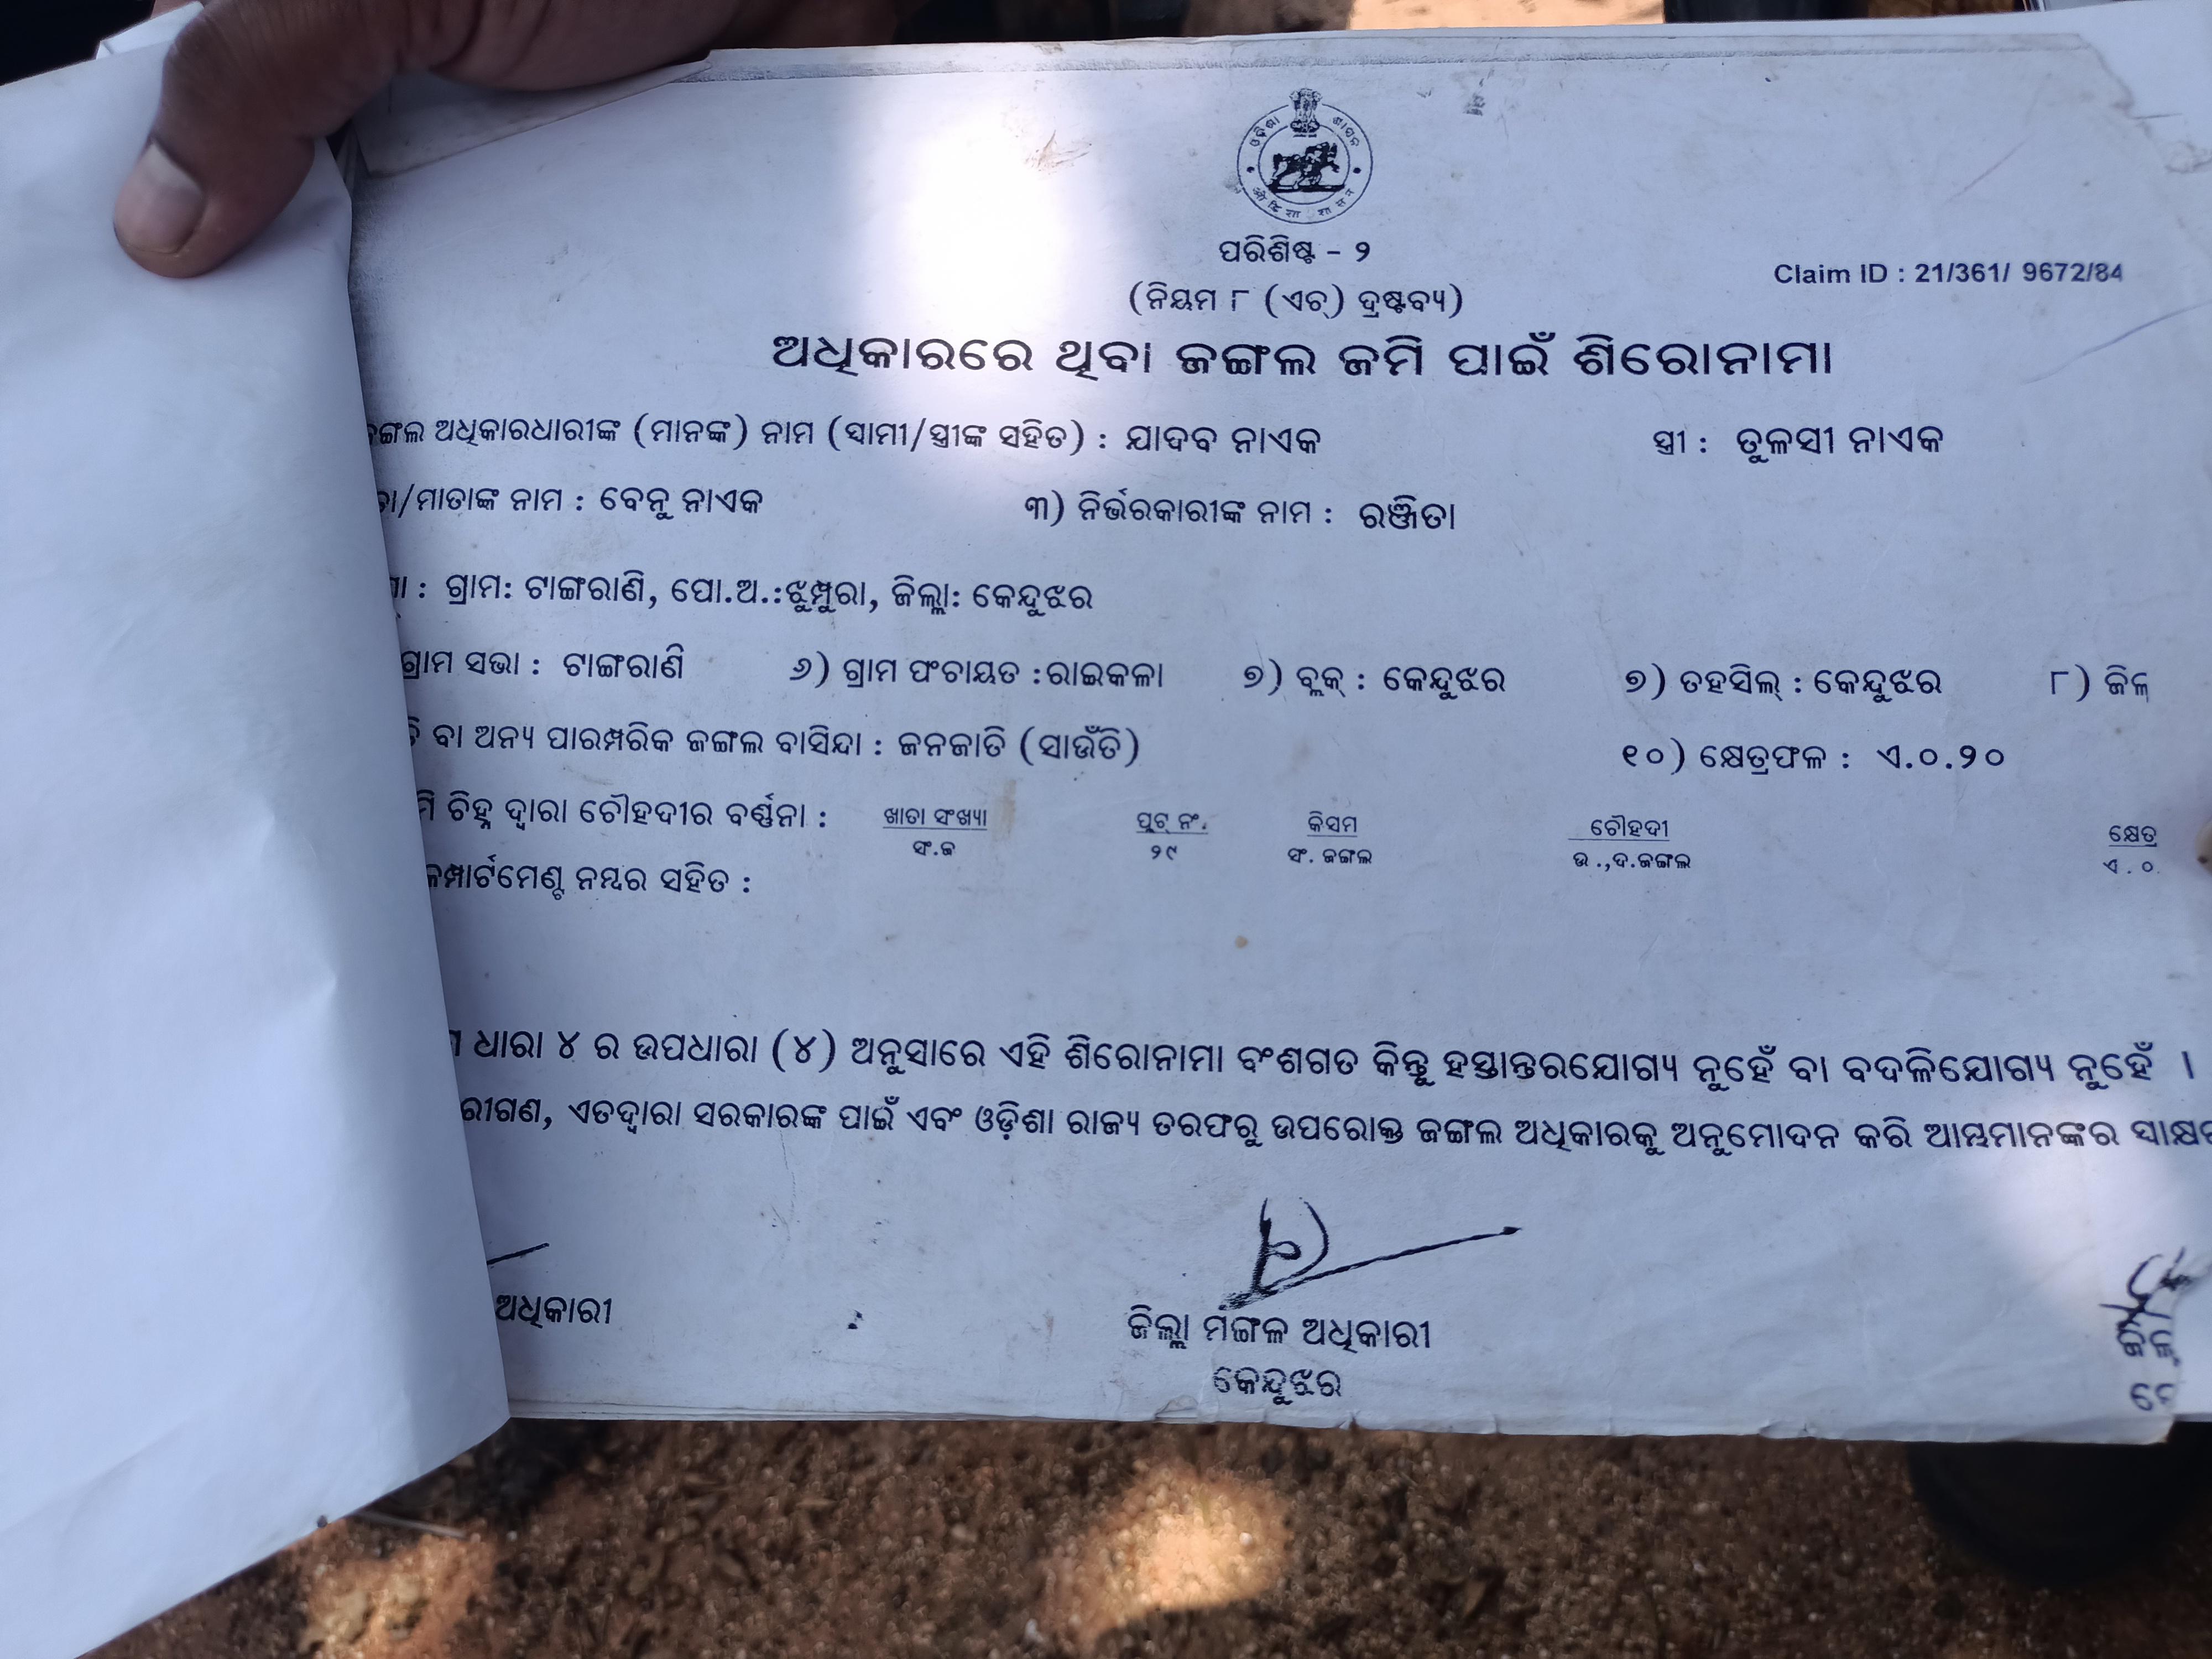 ଓଡ଼ିଶା ଶାସନ
ओडिशा शासन
ପରିଶିଷ୍ଟ - ୨
(ନିୟମ ୮ (ଏଚ୍) ଦ୍ରଷ୍ଟବ୍ୟ)
Claim ID : 21/361/ 9672/84
ଅଧିକାରରେ ଥିବା ଜଙ୍ଗଲ ଜମି ପାଇଁ ଶିରୋନାମା
ଅଧିକାରଧାରୀଙ୍କ (ମାନଙ୍କ) ନାମ (ସ୍ୱାମୀ/ସ୍ତ୍ରୀଙ୍କ ସହିତ) : ଯାଦବ ନାଏକ ସ୍ତ୍ରୀ : ତୁଳସୀ ନାଏକ
/ମାତାଙ୍କ ନାମ : ବେନୁ ନାଏକ ୩) ନିର୍ଭରକାରୀଙ୍କ ନାମ : ରଞ୍ଜିତା
: ଗ୍ରାମ: ଟାଙ୍ଗରାଣି, ପୋ.ଅ.:ଝୁମ୍ପୁରା, ଜିଲ୍ଲା: କେନ୍ଦୁଝର
ଗ୍ରାମ ସଭା : ଟାଙ୍ଗରାଣି ୬) ଗ୍ରାମ ପଂଚାୟତ :ରାଇକଳା ୭) ବ୍ଲକ୍ : କେନ୍ଦୁଝର ୭) ତହସିଲ୍ : କେନ୍ଦୁଝର ୮)
ବା ଅନ୍ୟ ପାରମ୍ପରିକ ଜଙ୍ଗଲ ବାସିନ୍ଦା : ଜନଜାତି (ସାଉଁତି) ୧୦) କ୍ଷେତ୍ରଫଳ : ଏ.୦.୨୦
ଚିହ୍ନ ଦ୍ୱାରା ଚୌହଦୀର ବର୍ଣ୍ଣନା : ଖାତା ସଂଖ୍ୟା ପ୍ଲଟ୍ ନଂ. କିସମ ଚୌହଦୀ କ୍ଷେତ୍ର
ସଂ.ଜ ୨୯ ସଂ. ଜଙ୍ଗଲ ଉ.,ଦ.ଜଙ୍ଗଲ ଏ.୦
କମ୍ପାର୍ଟମେଣ୍ଟ ନମ୍ବର ସହିତ :
ଧାରା ୪ ର ଉପଧାରା (୪) ଅନୁସାରେ ଏହି ଶିରୋନାମା ବଂଶଗତ କିନ୍ତୁ ହସ୍ତାନ୍ତରଯୋଗ୍ୟ ନୁହେଁ ବା ବଦଳିଯୋଗ୍ୟ ନୁହେଁ ।
ଏତଦ୍ୱାରା ସରକାରଙ୍କ ପାଇଁ ଏବଂ ଓଡ଼ିଶା ରାଜ୍ୟ ତରଫରୁ ଉପରୋକ୍ତ ଜଙ୍ଗଲ ଅଧିକାରକୁ ଅନୁମୋଦନ କରି ଆମ୍ଭମାନଙ୍କର
ଅଧିକାରୀ ଜିଲ୍ଲା ମଙ୍ଗଳ ଅଧିକାରୀ
କେନ୍ଦୁଝର